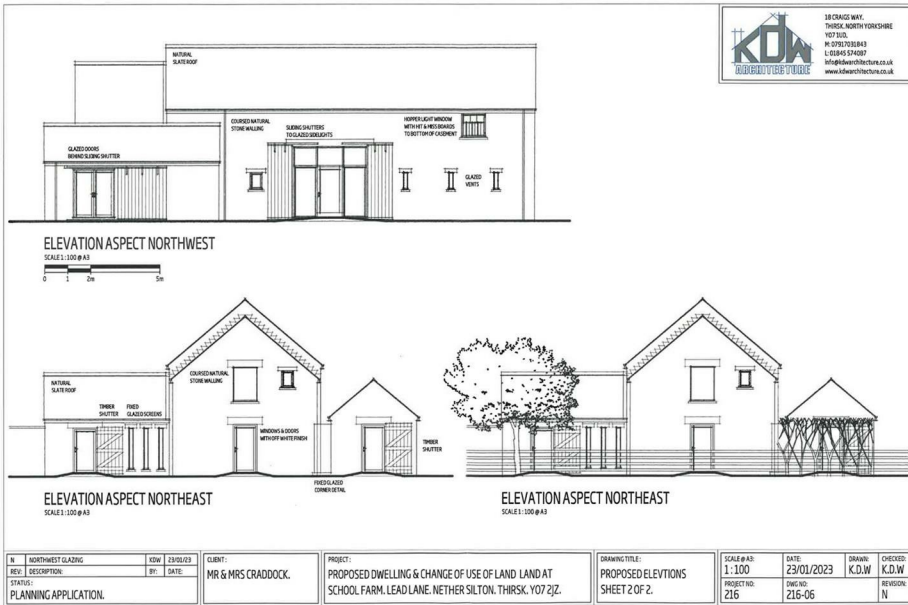 KDW
ARCHITECTURE
18 CRAIGS WAY.
THIRSK. NORTH YORKSHIRE
YO7 1UD.
M: 07917031843
L: 01845 574087
info@kdwarchitecture.co.uk
www.kdwarchitecture.co.uk
NATURAL
SLATE ROOF
COURSED NATURAL
STONE WALLING
SLIDING SHUTTERS
TO GLAZED SIDELIGHTS
HOPPER LIGHT WINDOW
WITH HIT & MISS BOARDS
TO BOTTOM OF CASEMENT
GLAZED DOORS
BEHIND SLIDING SHUTTER
GLAZED
VENTS
ELEVATION ASPECT NORTHWEST
SCALE 1 : 100 @ A3
0 1 2m 5m
NATURAL
SLATE ROOF
COURSED NATURAL
STONE WALLING
TIMBER
SHUTTER
FIXED
GLAZED SCREENS
WINDOWS & DOORS
WITH OFF WHITE FINISH
TIMBER
SHUTTER
FIXED GLAZED
CORNER DETAIL
ELEVATION ASPECT NORTHEAST
SCALE 1 : 100 @ A3
ELEVATION ASPECT NORTHEAST
SCALE 1 : 100 @ A3
N NORTHWEST GLAZING KDW 23/01/23
REV: DESCRIPTION: BY: DATE:
STATUS:
PLANNING APPLICATION.
CLIENT:
MR & MRS CRADDOCK.
PROJECT:
PROPOSED DWELLING & CHANGE OF USE OF LAND LAND AT
SCHOOL FARM. LEAD LANE. NETHER SILTON. THIRSK. YO7 2JZ.
DRAWING TITLE:
PROPOSED ELEVTIONS
SHEET 2 OF 2.
SCALE @ A3: DATE: DRAWN: CHECKED:
1:100 23/01/2023 K.D.W K.D.W
PROJECT NO: DWG NO: REVISION:
216 216-06 N